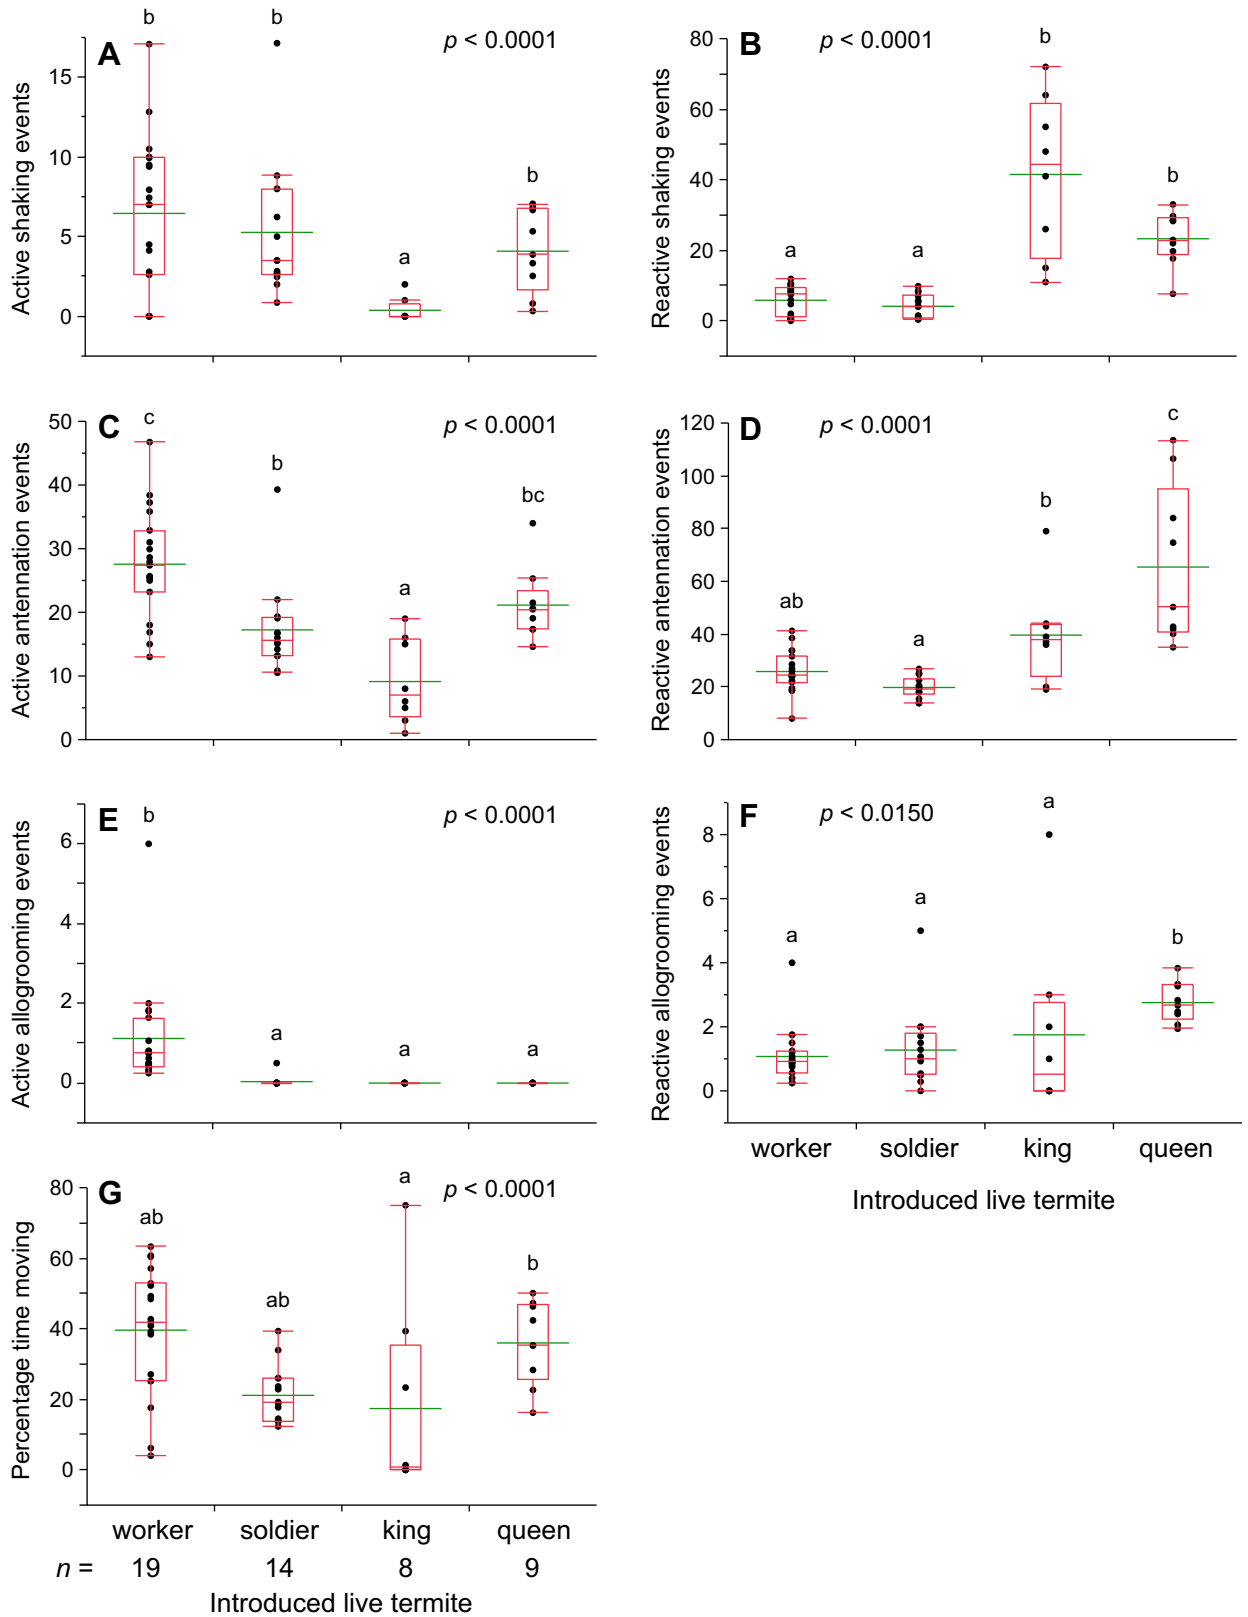 A
p < 0.0001
b
b
a
b
Active shaking events
15
10
5
0
B
p < 0.0001
a
a
b
b
Reactive shaking events
80
60
40
20
0
C
p < 0.0001
c
b
a
bc
Active antennation events
50
40
30
20
10
0
D
p < 0.0001
ab
a
b
c
Reactive antennation events
120
100
80
60
40
20
0
E
p < 0.0001
b
a
a
a
Active allogrooming events
6
4
2
0
F
p < 0.0150
a
a
a
b
Reactive allogrooming events
8
6
4
2
0
worker soldier king queen
Introduced live termite
G
p < 0.0001
ab
ab
a
b
Percentage time moving
80
60
40
20
0
worker soldier king queen
n = 19 14 8 9
Introduced live termite